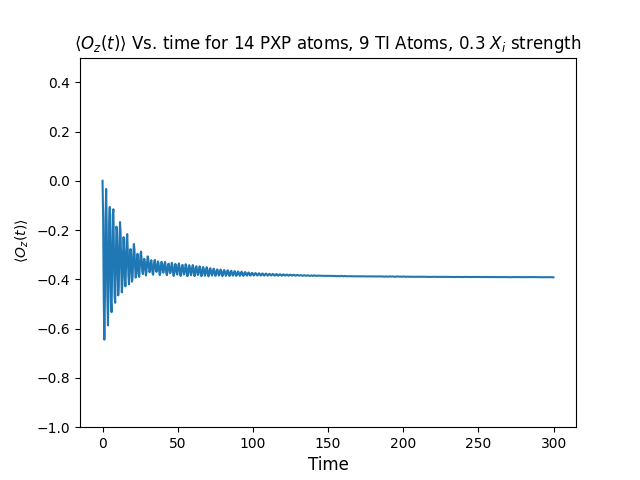 ⟨O_z(t)⟩ Vs. time for 14 PXP atoms, 9 TI Atoms, 0.3 X_i strength
⟨O_z(t)⟩
0.4
0.2
0.0
−0.2
−0.4
−0.6
−0.8
−1.0
0 50 100 150 200 250 300
Time